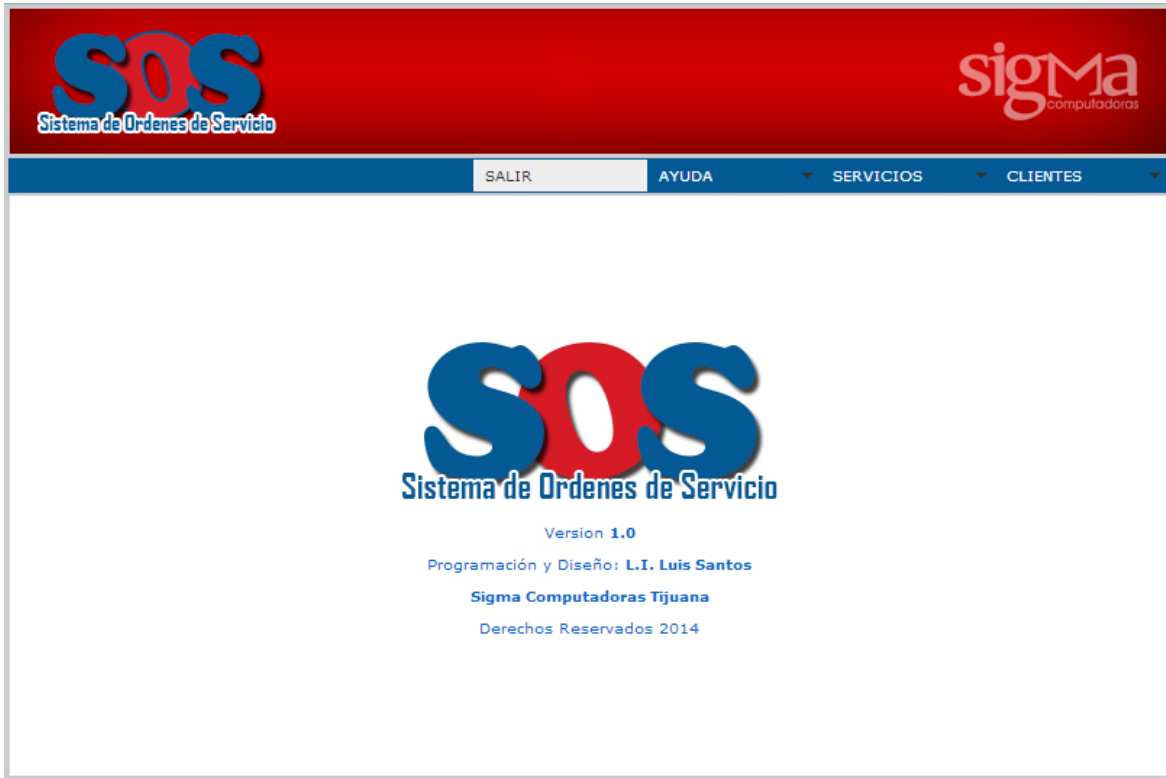 SOS
Sistema de Ordenes de Servicio
sigma
computadoras
SALIR AYUDA SERVICIOS CLIENTES
SOS
Sistema de Ordenes de Servicio
Version 1.0
Programación y Diseño: L.I. Luis Santos
Sigma Computadoras Tijuana
Derechos Reservados 2014